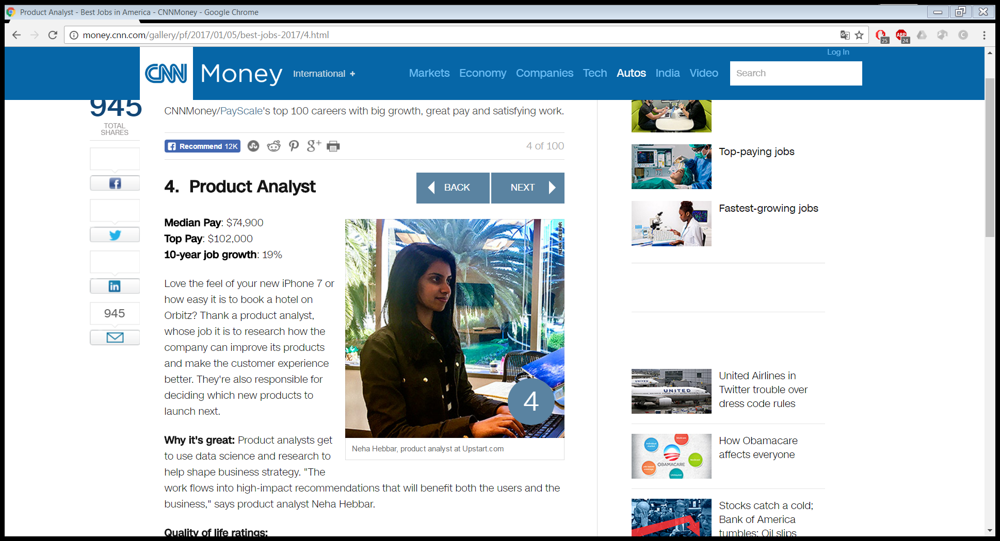 Product Analyst - Best Jobs in America - CNNMoney - Google Chrome
money.cnn.com/gallery/pf/2017/01/05/best-jobs-2017/4.html
25
ABP
24
C
Log In
CNN Money
International +
Markets Economy Companies Tech Autos India Video
Search
945
TOTAL
SHARES
945
CNNMoney/PayScale's top 100 careers with big growth, great pay and satisfying work.
Recommend 12K
4 of 100
4. Product Analyst
BACK
NEXT
Median Pay: $74,900
Top Pay: $102,000
10-year job growth: 19%
Love the feel of your new iPhone 7 or
how easy it is to book a hotel on
Orbitz? Thank a product analyst,
whose job it is to research how the
company can improve its products
and make the customer experience
better. They're also responsible for
deciding which new products to
launch next.
NEHA HEBBAR
4
Neha Hebbar, product analyst at Upstart.com
Why it's great: Product analysts get
to use data science and research to
help shape business strategy. "The
work flows into high-impact recommendations that will benefit both the users and the
business," says product analyst Neha Hebbar.
Quality of life ratings:
Top-paying jobs
Fastest-growing jobs
UNITED
United Airlines in
Twitter trouble over
dress code rules
OBAMACARE
How Obamacare
affects everyone
Stocks catch a cold;
Bank of America
tumbles; Oil slips